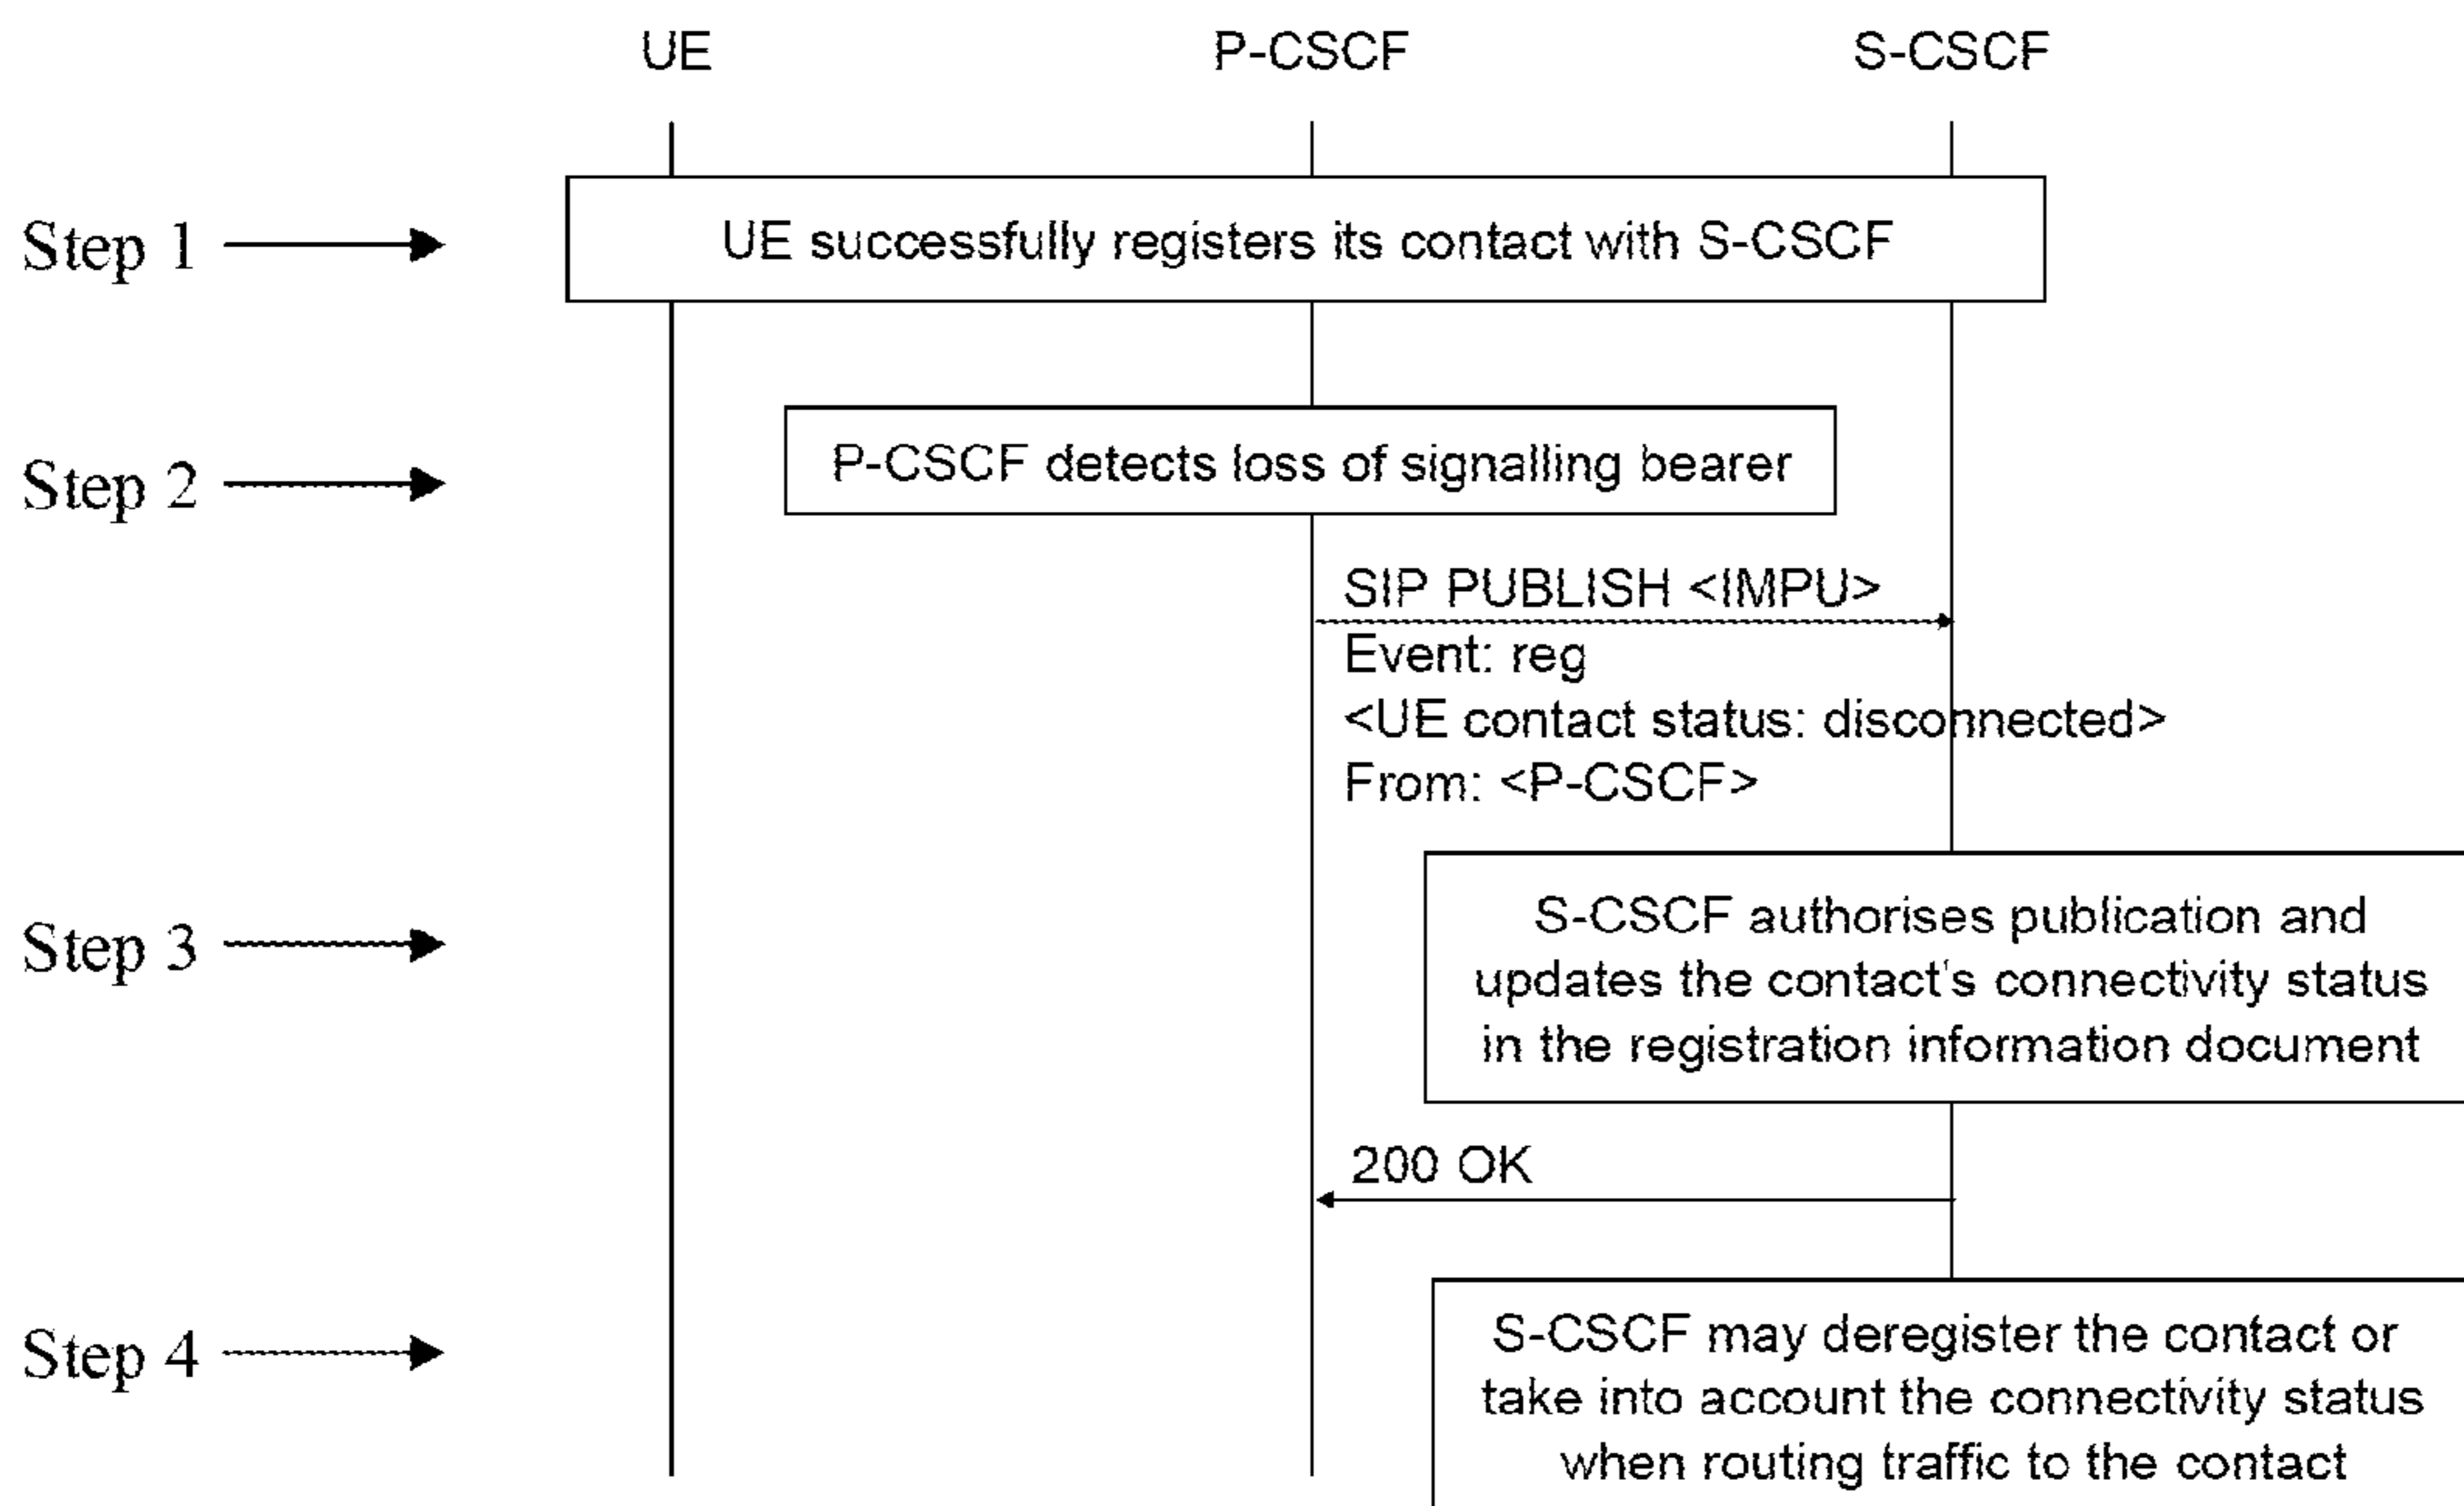 UE P-CSCF S-CSCF
Step 1 UE successfully registers its contact with S-CSCF
Step 2 P-CSCF detects loss of signalling bearer
SIP PUBLISH <IMPU>
Event: reg
<UE contact status: disconnected>
From: <P-CSCF>
Step 3
S-CSCF authorises publication and
updates the contact's connectivity status
in the registration information document
200 OK
Step 4
S-CSCF may deregister the contact or
take into account the connectivity status
when routing traffic to the contact